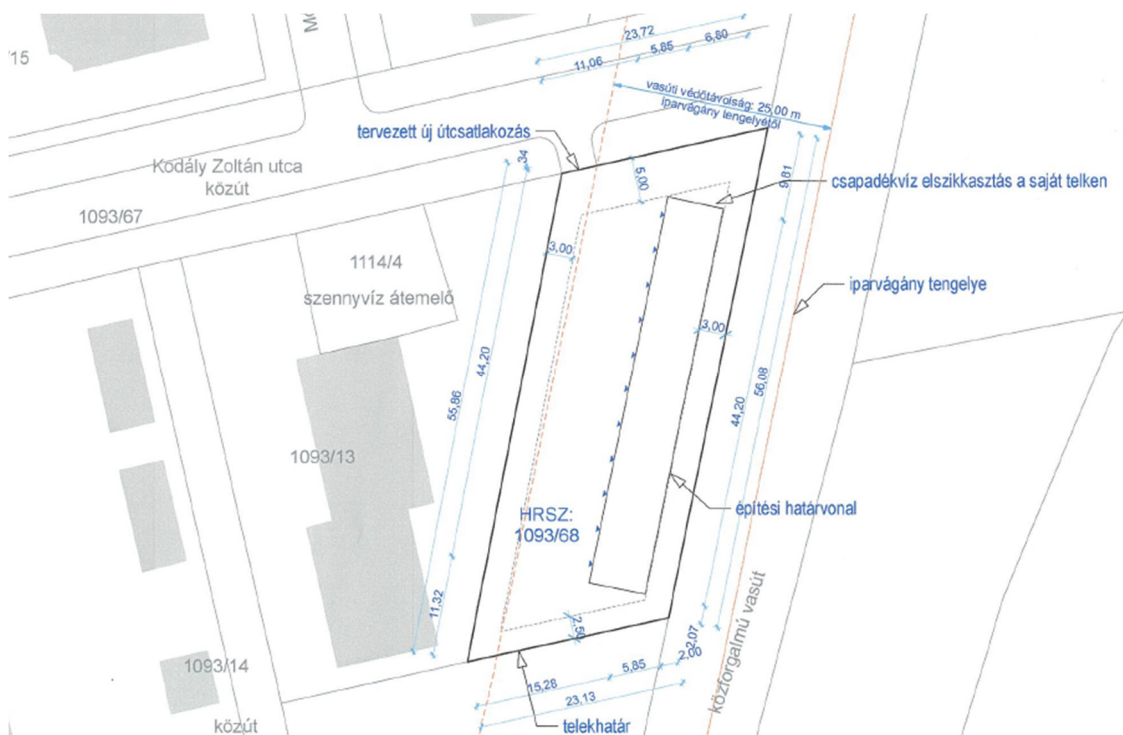 /15
23,72
11,06
5,85
6,80
vasúti védőtávolság: 25,00 m
iparvágány tengelyétől
tervezett új útcsatlakozás
34
Kodály Zoltán utca
közút
1093/67
5,00
9,81
csapadékvíz elszikkasztás a saját telken
3,00
1114/4
szennyvíz átemelő
iparvágány tengelye
3,00
44,20
55,86
44,20
56,08
1093/13
HRSZ:
1093/68
építési határvonal
11,32
2,50
2,07
2,00
5,85
15,28
23,13
1093/14
közút
telekhatár
közforgalmú vasút